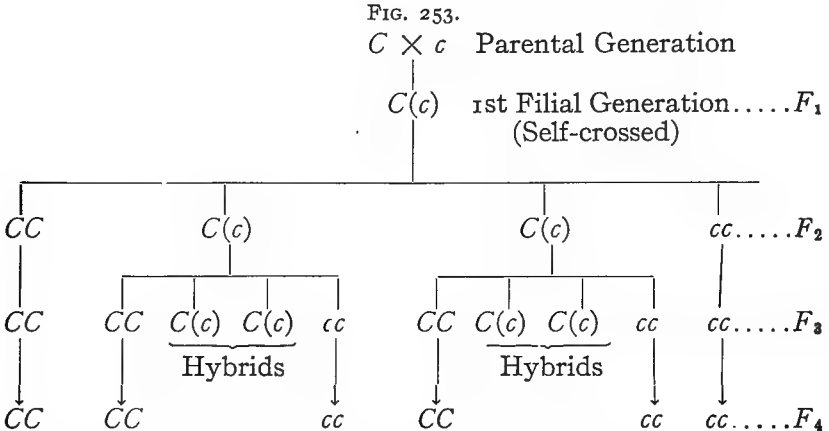 FIG. 253.
C × c Parental Generation
C(c) 1st Filial Generation.....F₁
(Self-crossed)
CC C(c) C(c) cc.....F₂
CC CC C(c) C(c) cc CC C(c) C(c) cc cc.....F₃
Hybrids Hybrids
CC CC cc CC cc cc.....F₄